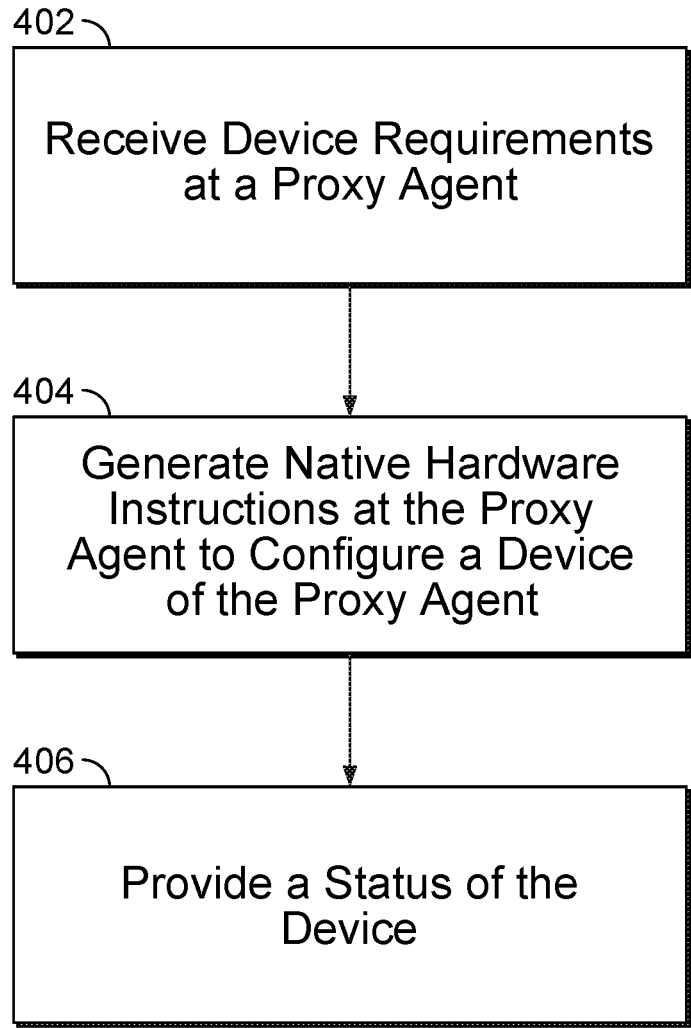 402
Receive Device Requirements
at a Proxy Agent
404
Generate Native Hardware
Instructions at the Proxy
Agent to Configure a Device
of the Proxy Agent
406
Provide a Status of the
Device